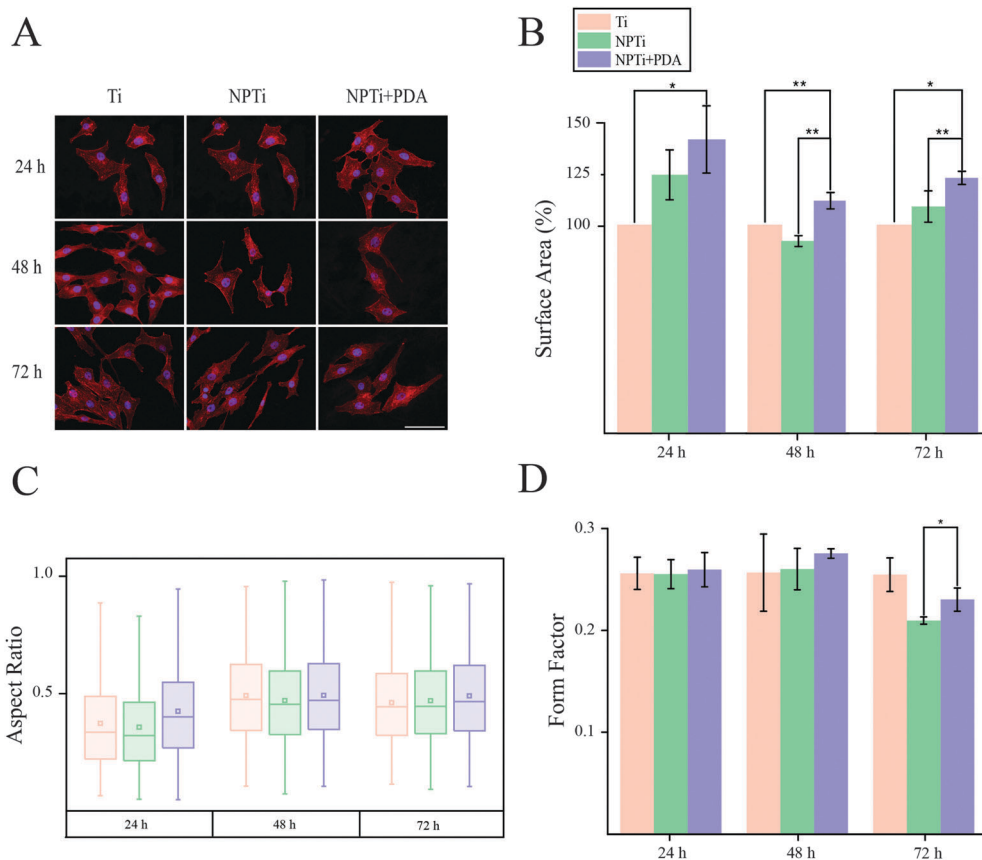 A
Ti NPTi NPTi+PDA
24 h
48 h
72 h
B
Ti
NPTi
NPTi+PDA
* ** *
** **
150
125
100
Surface Area (%)
24 h 48 h 72 h
C
1.0
0.5
Aspect Ratio
24 h 48 h 72 h
D
0.3
0.2
0.1
*
Form Factor
24 h 48 h 72 h